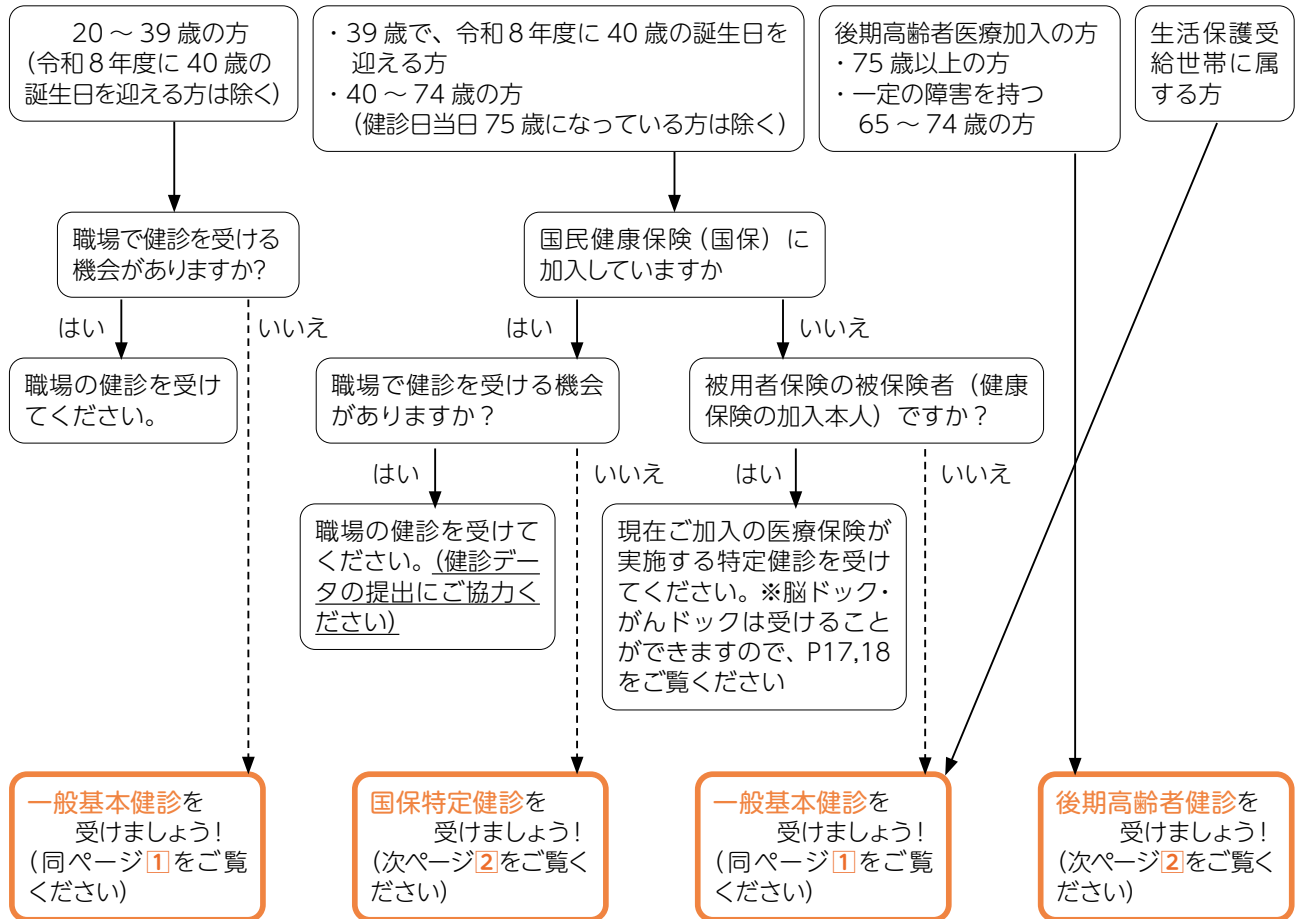 20～39歳の方
(令和8年度に40歳の
誕生日を迎える方は除く)
・39歳で、令和8年度に40歳の誕生日を
迎える方
・40～74歳の方
(健診日当日75歳になっている方は除く)
後期高齢者医療加入の方
・75歳以上の方
・一定の障害を持つ
65～74歳の方
生活保護受
給世帯に属
する方
職場で健診を受ける
機会がありますか?
国民健康保険(国保)に
加入していますか
はい
いいえ
はい
いいえ
職場の健診を受け
てください。
職場で健診を受ける機会
がありますか?
被用者保険の被保険者(健康
保険の加入本人)ですか?
はい
いいえ
はい
いいえ
職場の健診を受けて
ください。(健診デー
タの提出にご協力く
ださい)
現在ご加入の医療保険が
実施する特定健診を受け
てください。※脳ドック・
がんドックは受けること
ができますので、P17,18
をご覧ください
一般基本健診を
受けましょう!
(同ページ1をご覧
ください)
国保特定健診を
受けましょう!
(次ページ2をご覧く
ださい)
一般基本健診を
受けましょう!
(同ページ1をご覧
ください)
後期高齢者健診を
受けましょう!
(次ページ2をご覧く
ださい)